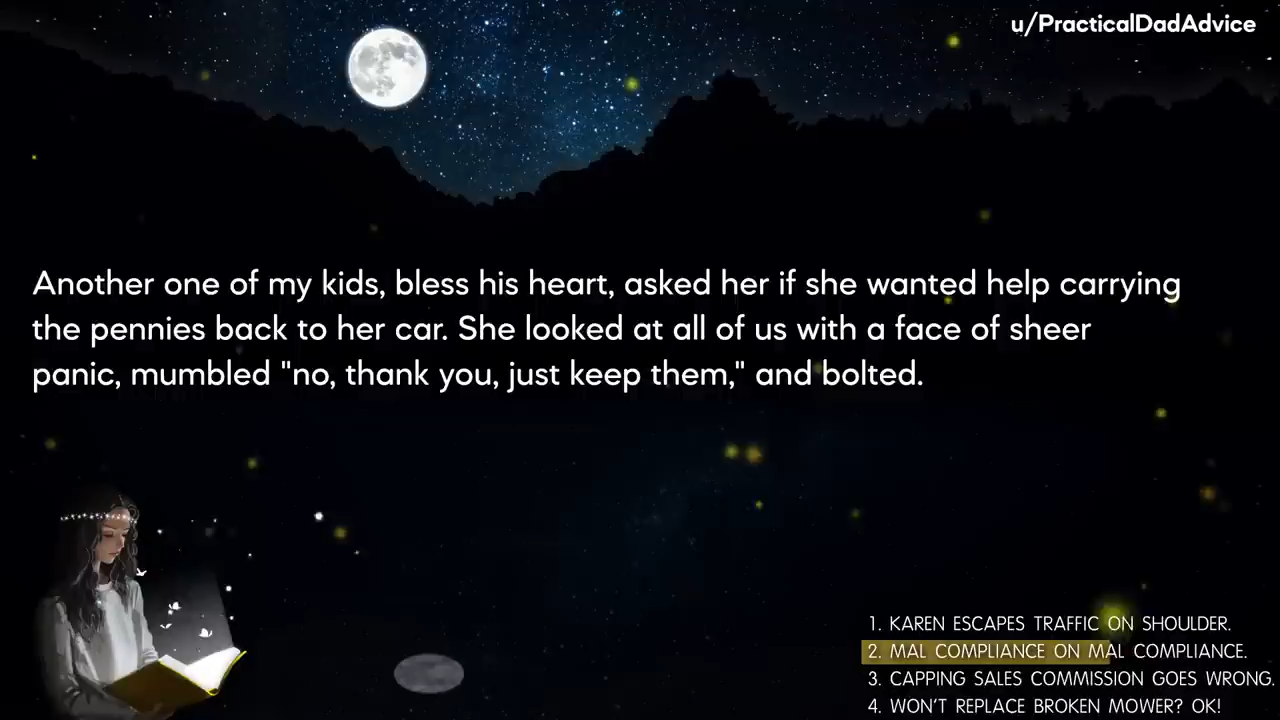 u/PracticalDadAdvice
Another one of my kids, bless his heart, asked her if she wanted help carrying
the pennies back to her car. She looked at all of us with a face of sheer
panic, mumbled "no, thank you, just keep them," and bolted.
1. KAREN ESCAPES TRAFFIC ON SHOULDER.
2. MAL COMPLIANCE ON MAL COMPLIANCE.
3. CAPPING SALES COMMISSION GOES WRONG.
4. WON'T REPLACE BROKEN MOWER? OK!